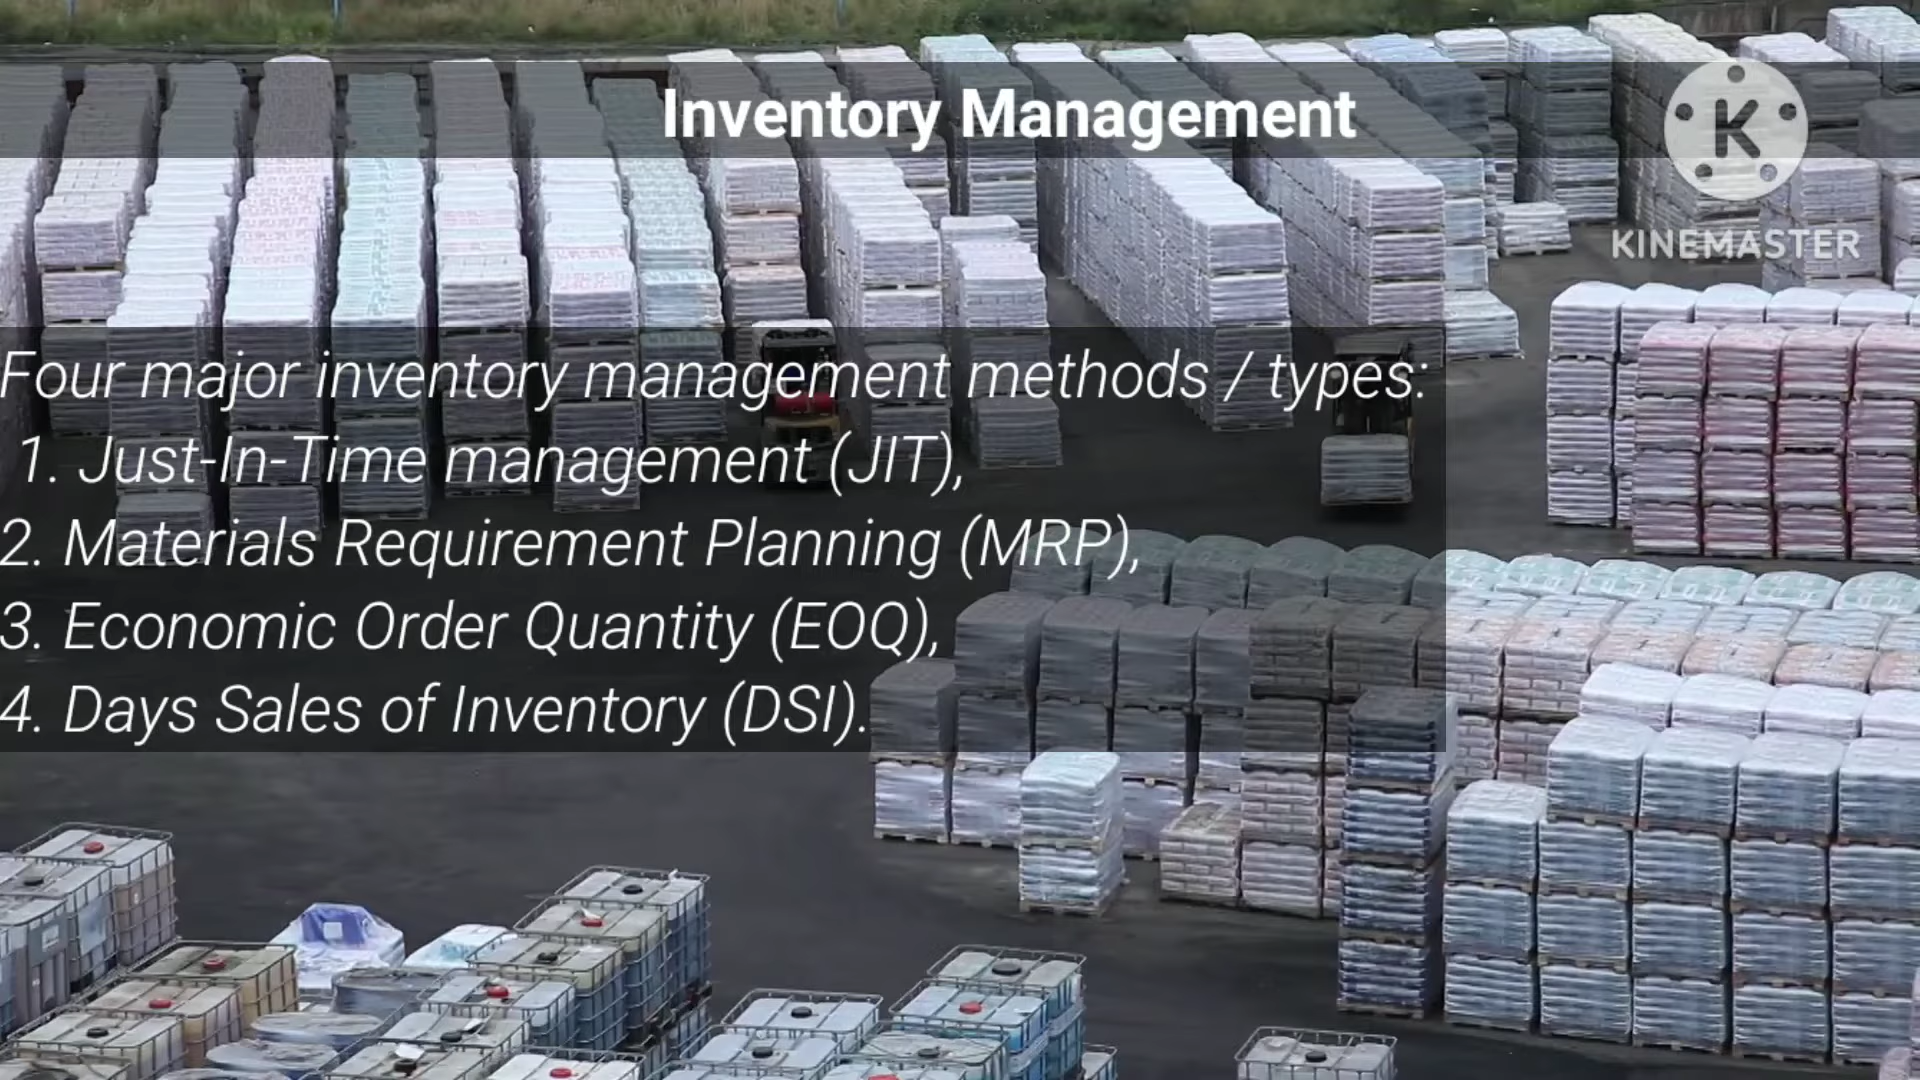 Inventory Management
K
KINEMASTER
Four major inventory management methods / types:
1. Just-In-Time management (JIT),
2. Materials Requirement Planning (MRP),
3. Economic Order Quantity (EOQ),
4. Days Sales of Inventory (DSI).